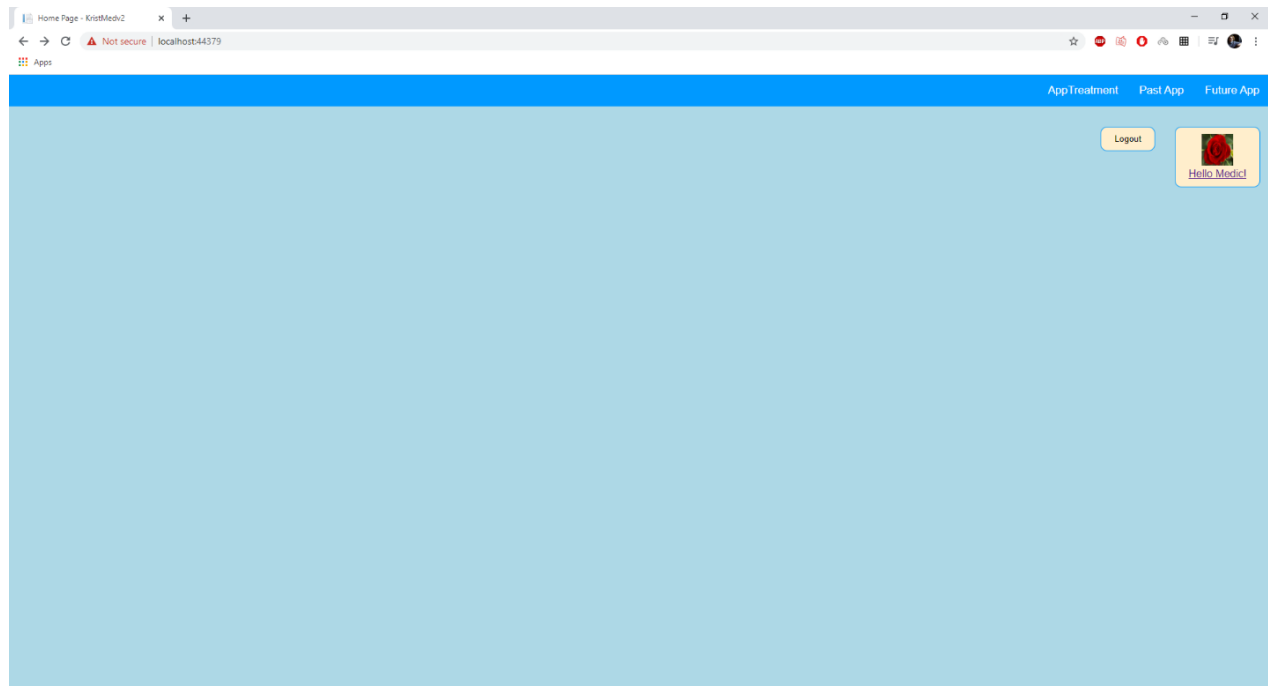 Home Page - KristMedv2
Not secure | localhost:44379
Apps
AppTreatment Past App Future App
Logout
Hello Medic!